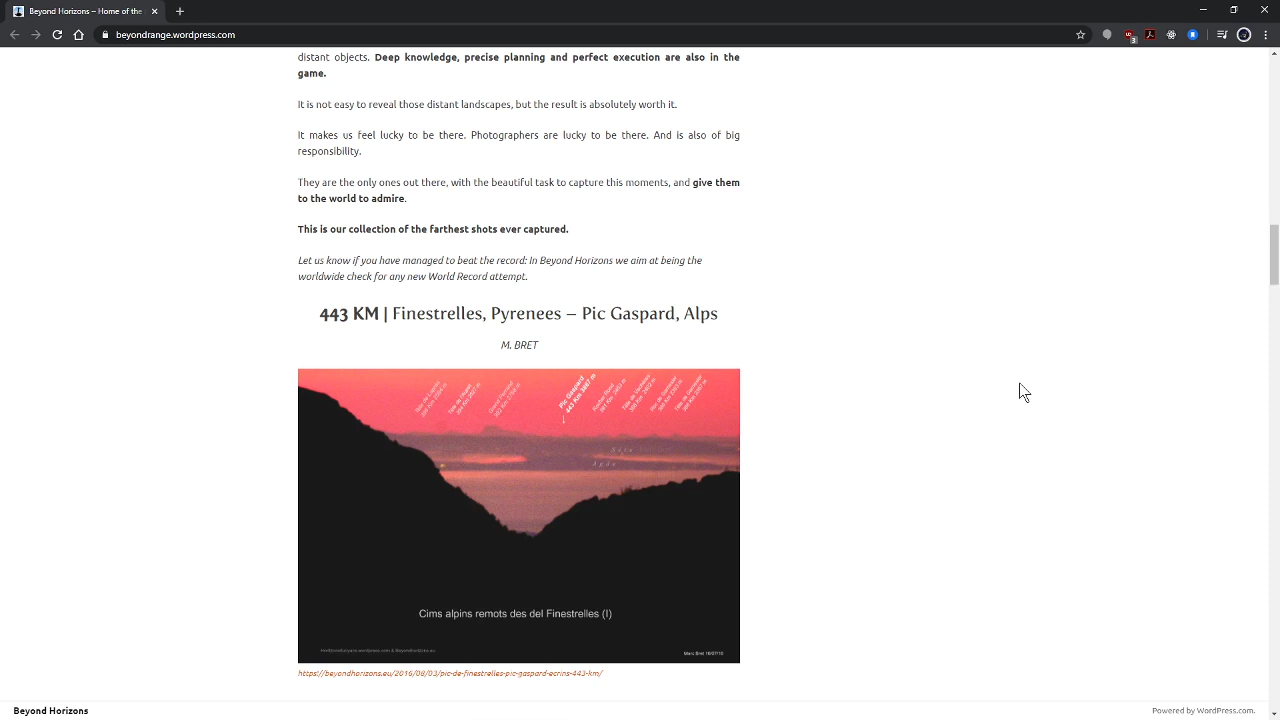 Beyond Horizons – Home of the
beyondrange.wordpress.com
distant objects. Deep knowledge, precise planning and perfect execution are also in the
game.
It is not easy to reveal those distant landscapes, but the result is absolutely worth it.
It makes us feel lucky to be there. Photographers are lucky to be there. And is also of big
responsibility.
They are the only ones out there, with the beautiful task to capture this moments, and give them
to the world to admire.
This is our collection of the farthest shots ever captured.
Let us know if you have managed to beat the record: In Beyond Horizons we aim at being the
worldwide check for any new World Record attempt.
443 KM | Finestrelles, Pyrenees – Pic Gaspard, Alps
M. BRET
Pic Gaspard
443 Km
Agde
Cims alpins remots des del Finestrelles (I)
Marc Bret
https://beyondhorizons.eu/2016/08/03/pic-de-finestrelles-pic-gaspard-ecrins-443-km/
Beyond Horizons
Powered by WordPress.com.